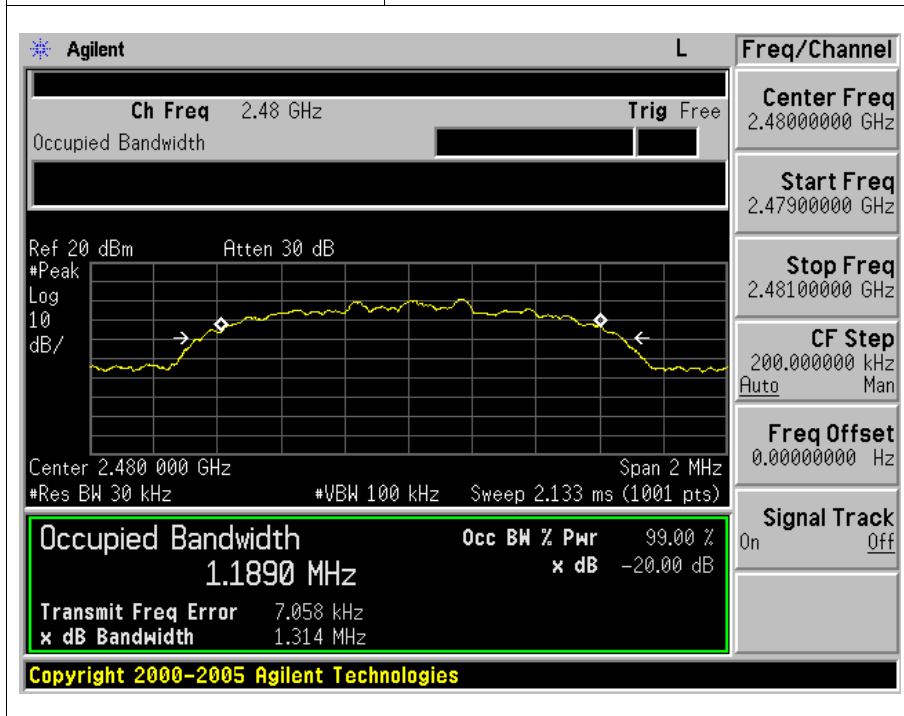 Agilent L Freq/Channel
Ch Freq 2.48 GHz Trig Free
Occupied Bandwidth
Center Freq
2.48000000 GHz
Start Freq
2.47900000 GHz
Stop Freq
2.48100000 GHz
CF Step
200.000000 kHz
Auto Man
Freq Offset
0.00000000 Hz
Signal Track
On Off
Ref 20 dBm Atten 30 dB
#Peak
Log
10
dB/
Center 2.480 000 GHz Span 2 MHz
#Res BW 30 kHz #VBW 100 kHz Sweep 2.133 ms (1001 pts)
Occupied Bandwidth Occ BW % Pwr 99.00 %
1.1890 MHz x dB -20.00 dB
Transmit Freq Error 7.058 kHz
x dB Bandwidth 1.314 MHz
Copyright 2000-2005 Agilent Technologies